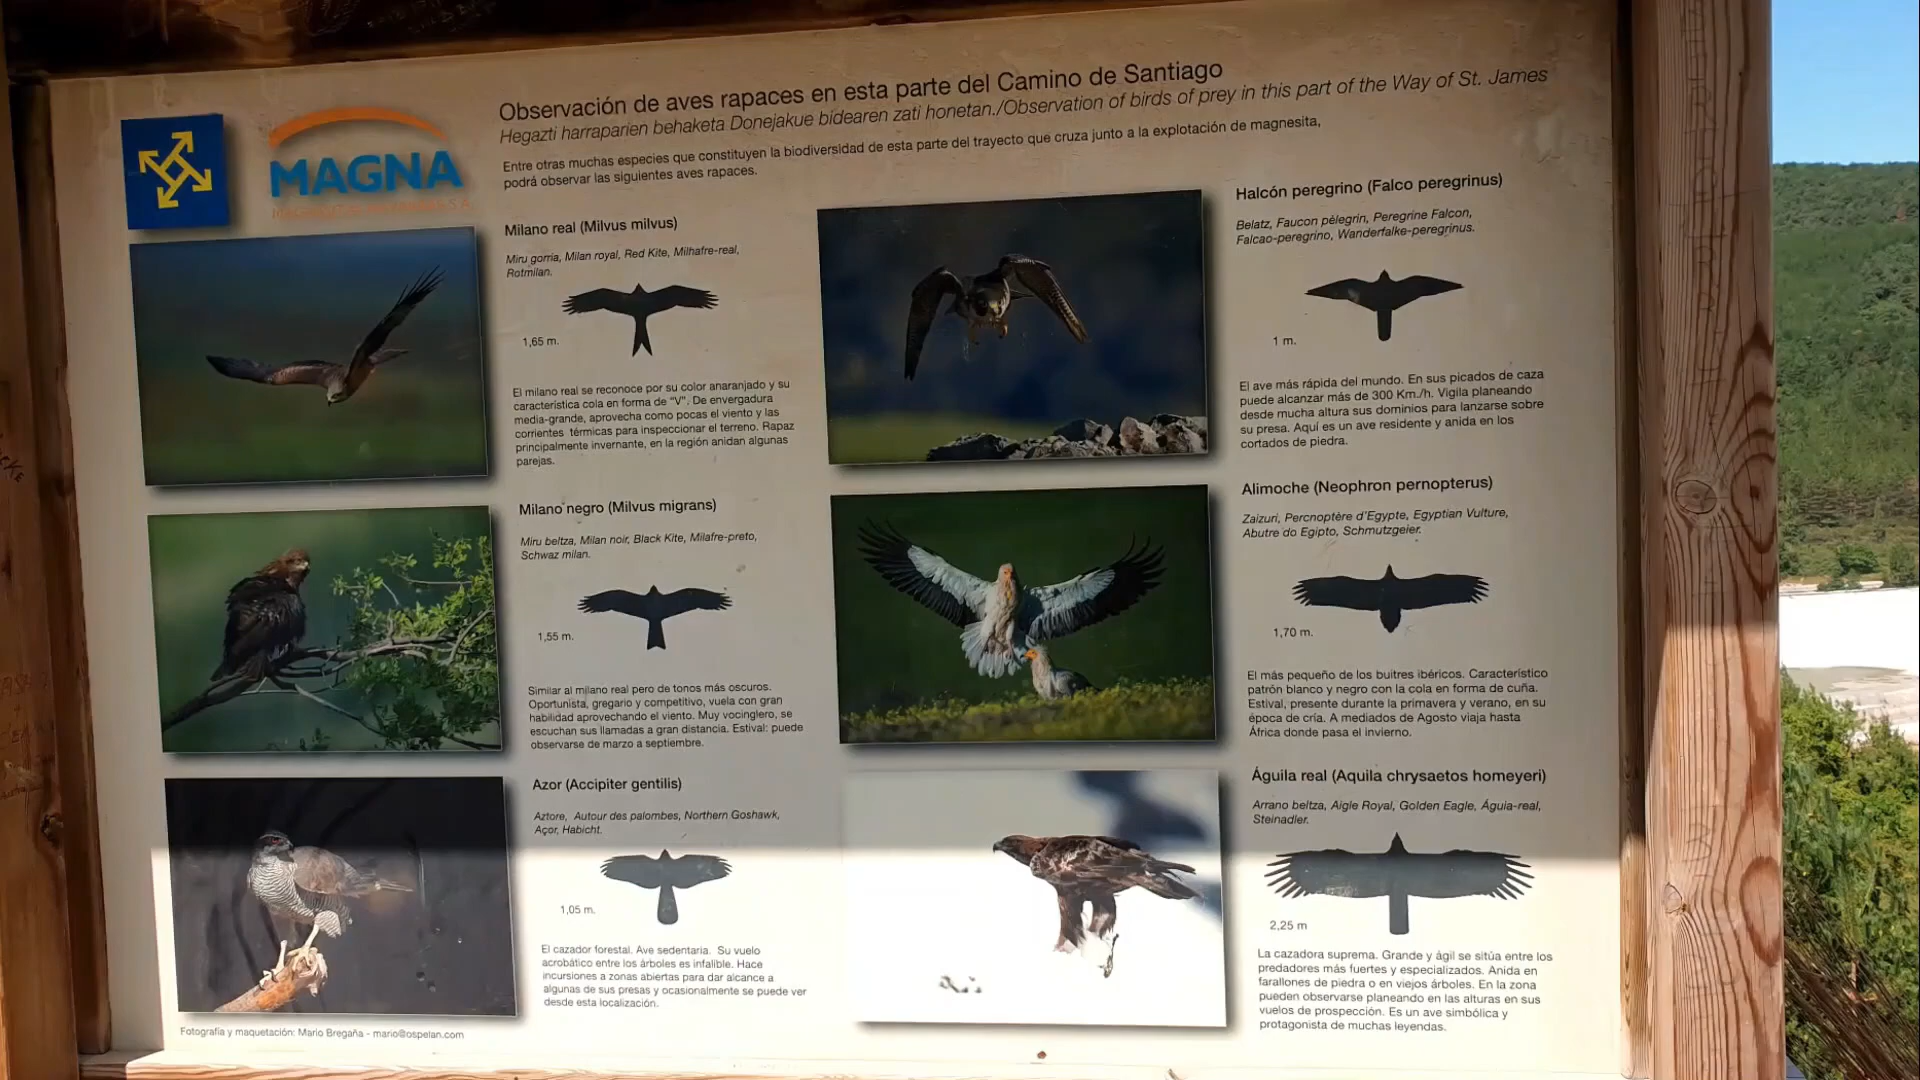 MAGNA
Observación de aves rapaces en esta parte del Camino de Santiago
Hegazti harraparien behaketa Donejakue bidearen zati honetan./Observation of birds of prey in this part of the Way of St. James
Entre otras muchas especies que constituyen la biodiversidad de esta parte del trayecto que cruza junto a la explotación de magnesita,
podrá observar las siguientes aves rapaces.
Milano real (Milvus milvus)
Miru gorria, Milan royal, Red Kite, Milhafre-real,
Rotmilan.
1,65 m.
El milano real se reconoce por su color anaranjado y su
característica cola en forma de "V". De envergadura
media-grande, aprovecha como pocas el viento y las
corrientes térmicas para inspeccionar el terreno. Rapaz
principalmente invernante, en la región anidan algunas
parejas.
Milano negro (Milvus migrans)
Miru beltza, Milan noir, Black Kite, Milafre-preto,
Schwaz milan.
1,55 m.
Similar al milano real pero de tonos más oscuros.
Oportunista, gregario y competitivo, vuela con gran
habilidad aprovechando el viento. Muy vocinglero, se
escuchan sus llamadas a gran distancia. Estival: puede
observarse de marzo a septiembre.
Azor (Accipiter gentilis)
Aztore, Autour des palombes, Northern Goshawk,
Açor, Habicht.
1,05 m.
El cazador forestal. Ave sedentaria. Su vuelo
acrobático entre los árboles es infalible. Hace
incursiones a zonas abiertas para dar alcance a
algunas de sus presas y ocasionalmente se puede ver
desde esta localización.
Halcón peregrino (Falco peregrinus)
Belatz, Faucon pèlegrin, Peregrine Falcon,
Falcao-peregrino, Wanderfalke-peregrinus.
1 m.
El ave más rápida del mundo. En sus picados de caza
puede alcanzar más de 300 Km./h. Vigila planeando
desde mucha altura sus dominios para lanzarse sobre
su presa. Aquí es un ave residente y anida en los
cortados de piedra.
Alimoche (Neophron pernopterus)
Zaizuri, Percnoptère d'Egypte, Egyptian Vulture,
Abutre do Egipto, Schmutzgeier.
1,70 m.
El más pequeño de los buitres ibéricos. Característico
patrón blanco y negro con la cola en forma de cuña.
Estival, presente durante la primavera y verano, en su
época de cría. A mediados de Agosto viaja hasta
África donde pasa el invierno.
Águila real (Aquila chrysaetos homeyeri)
Arrano beltza, Aigle Royal, Golden Eagle, Águia-real,
Steinadler.
2,25 m
La cazadora suprema. Grande y ágil se sitúa entre los
predadores más fuertes y especializados. Anida en
farallones de piedra o en viejos árboles. En la zona
pueden observarse planeando en las alturas en sus
vuelos de prospección. Es un ave simbólica y
protagonista de muchas leyendas.
Fotografía y maquetación: Mario Bregaña - mario@ospelan.com